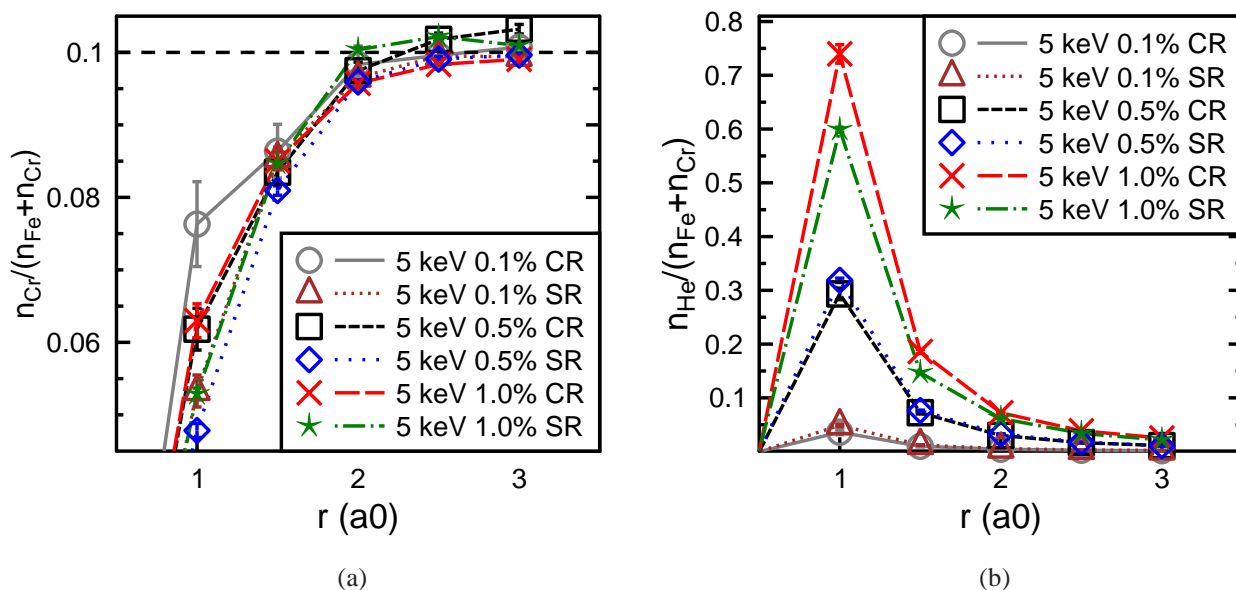 0.1
0.08
0.06
n_Cr/(n_Fe+n_Cr)
5 keV 0.1% CR
5 keV 0.1% SR
5 keV 0.5% CR
5 keV 0.5% SR
5 keV 1.0% CR
5 keV 1.0% SR
1 2 3
r (a0)
(a)
0.8
0.7
0.6
0.5
0.4
0.3
0.2
0.1
n_He/(n_Fe+n_Cr)
5 keV 0.1% CR
5 keV 0.1% SR
5 keV 0.5% CR
5 keV 0.5% SR
5 keV 1.0% CR
5 keV 1.0% SR
1 2 3
r (a0)
(b)